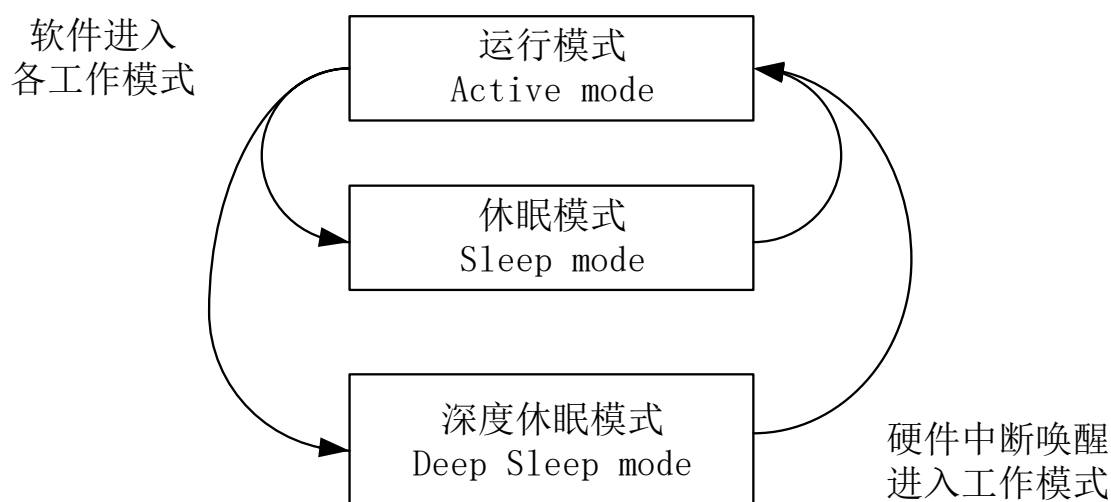 软件进入
各工作模式
运行模式
Active mode
休眠模式
Sleep mode
深度休眠模式
Deep Sleep mode
硬件中断唤醒
进入工作模式